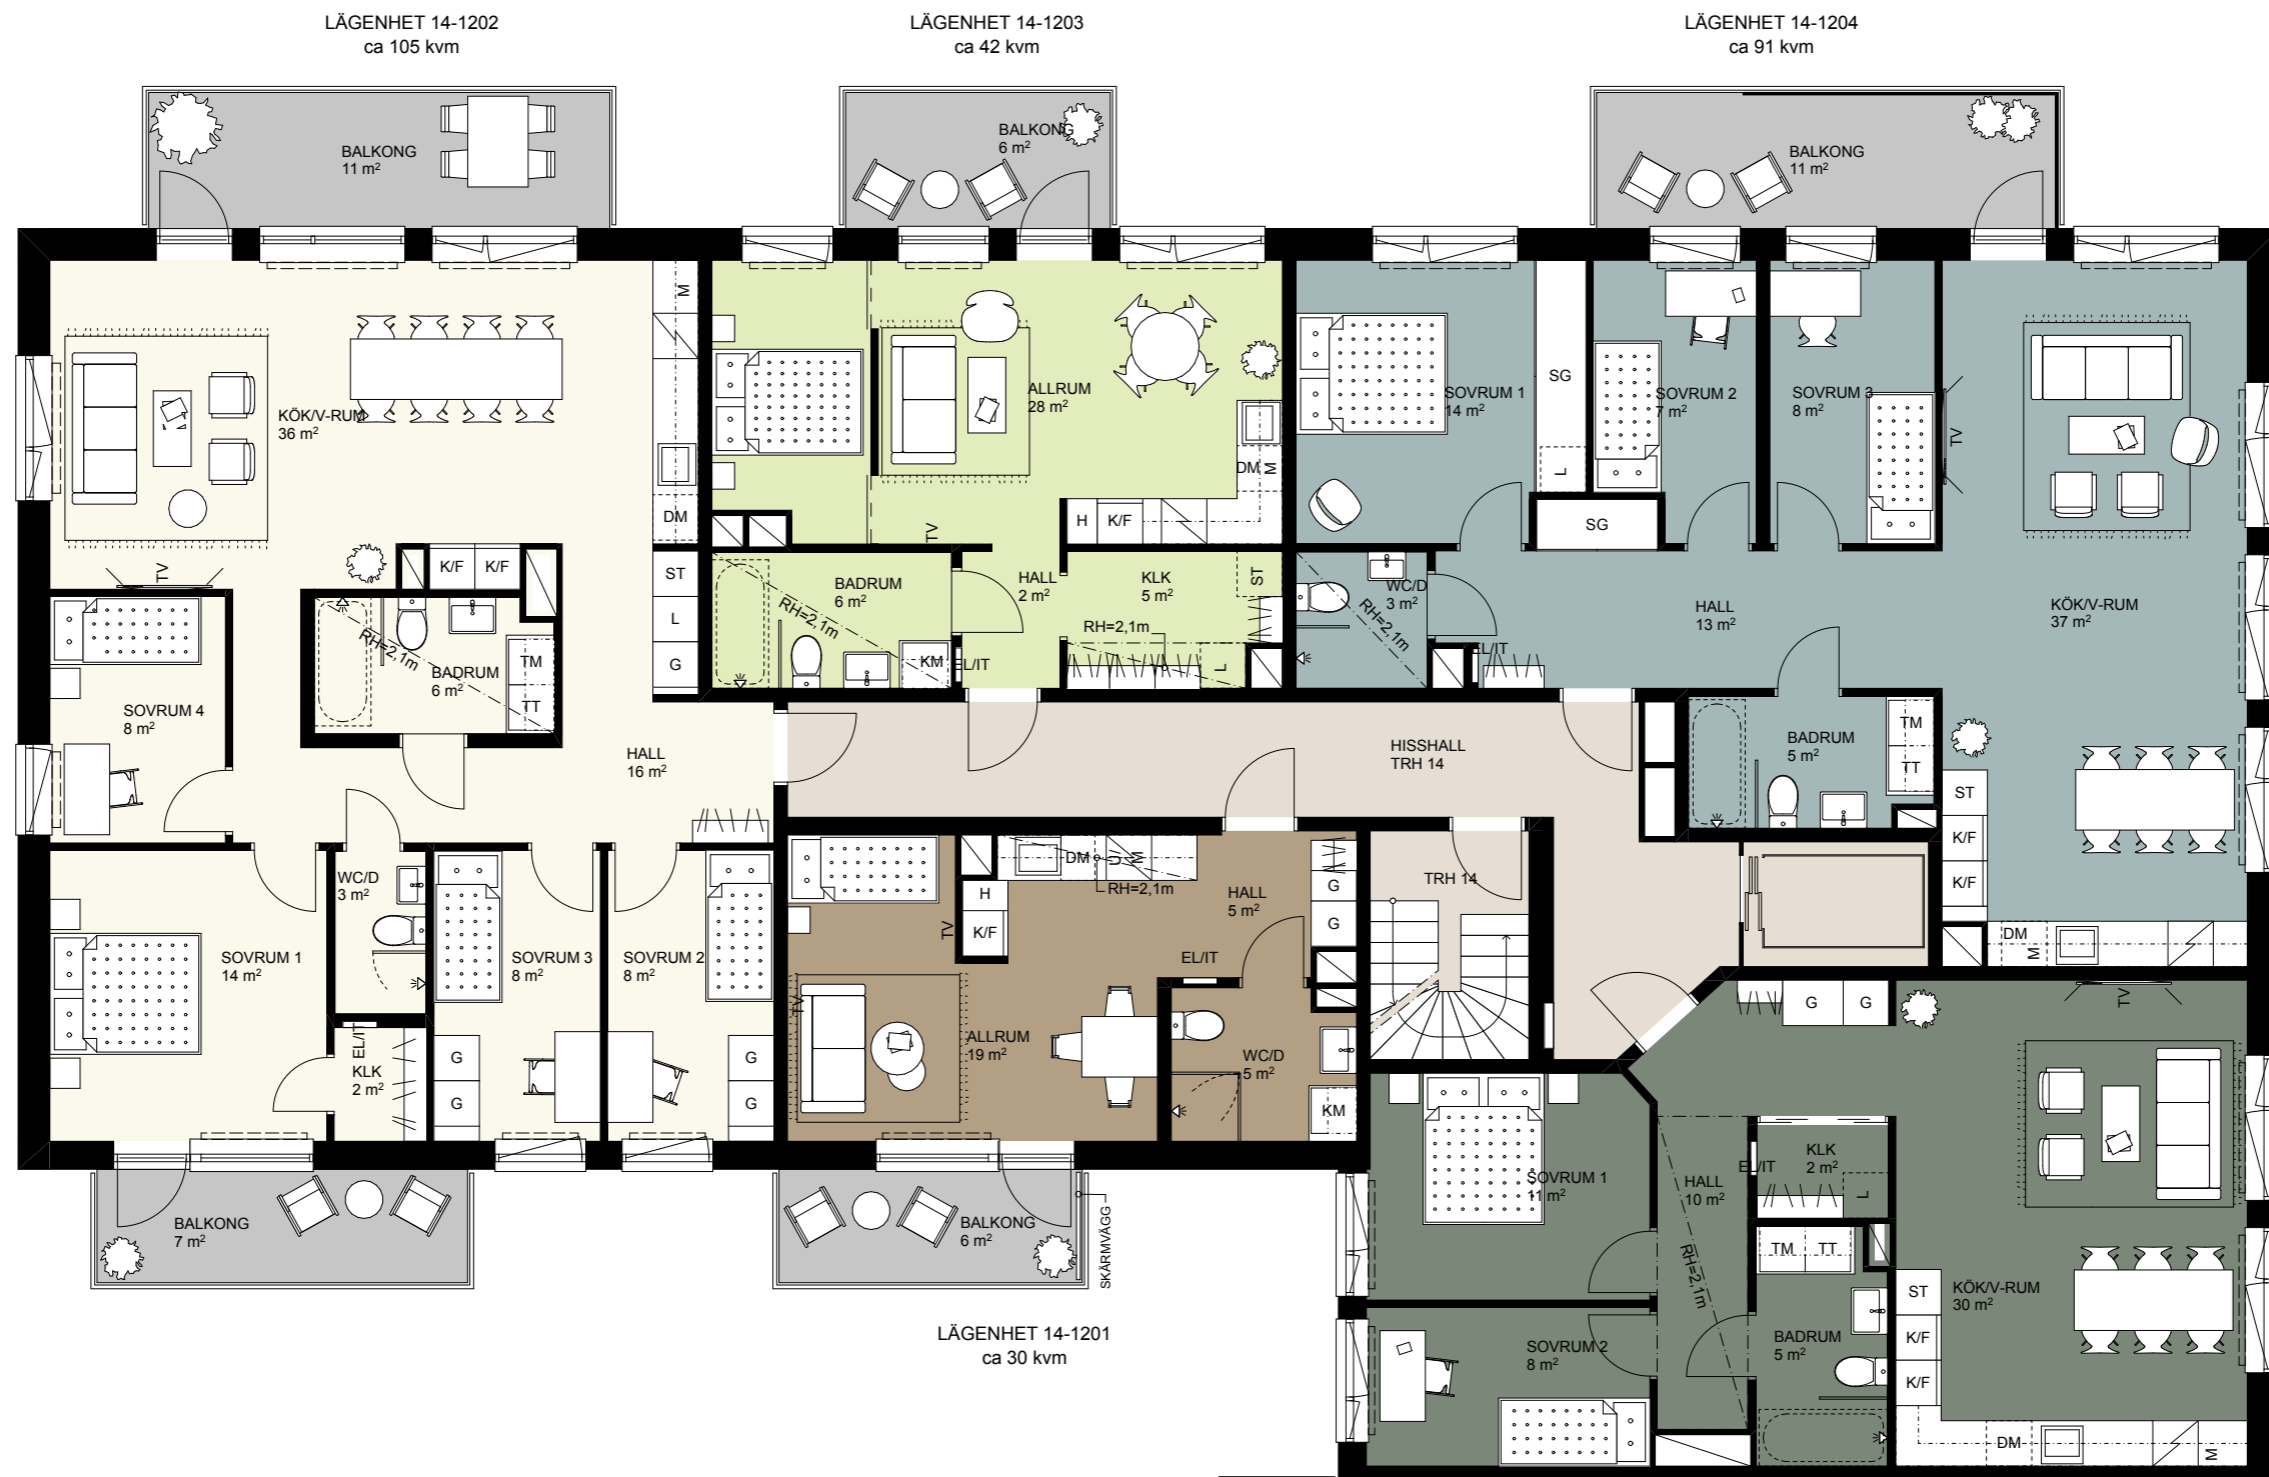 LÄGENHET 14-1202
ca 105 kvm
LÄGENHET 14-1203
ca 42 kvm
LÄGENHET 14-1204
ca 91 kvm
BALKONG
11 m²
BALKONG
6 m²
BALKONG
11 m²
KÖK/V-RUM
36 m²
M
DM
TV
K/F
K/F
ST
L
G
BADRUM
6 m²
RH=2,1m
TM
TT
SOVRUM 4
8 m²
HALL
16 m²
SOVRUM 1
14 m²
WC/D
3 m²
EL/IT
KLK
2 m²
SOVRUM 3
8 m²
G
G
SOVRUM 2
8 m²
G
G
BALKONG
7 m²
ALLRUM
28 m²
TV
DM
M
H
K/F
BADRUM
6 m²
RH=2,1m
KM
EL/IT
HALL
2 m²
KLK
5 m²
ST
RH=2,1m
L
SOVRUM 1
14 m²
SG
L
SG
SOVRUM 2
7 m²
SOVRUM 3
8 m²
TV
WC/D
3 m²
RH=2,1m
EL/IT
HALL
13 m²
KÖK/V-RUM
37 m²
BADRUM
5 m²
TM
TT
ST
K/F
K/F
DM
M
HISSHALL
TRH 14
TRH 14
DM
U
M
RH=2,1m
H
K/F
TV
HALL
5 m²
G
G
EL/IT
TV
ALLRUM
19 m²
WC/D
5 m²
KM
BALKONG
6 m²
SKÄRMVÄGG
LÄGENHET 14-1201
ca 30 kvm
G
G
TV
SOVRUM 1
11 m²
HALL
10 m²
EL/IT
KLK
2 m²
L
RH=2,1m
TM
TT
SOVRUM 2
8 m²
BADRUM
5 m²
ST
K/F
K/F
KÖK/V-RUM
30 m²
DM
M